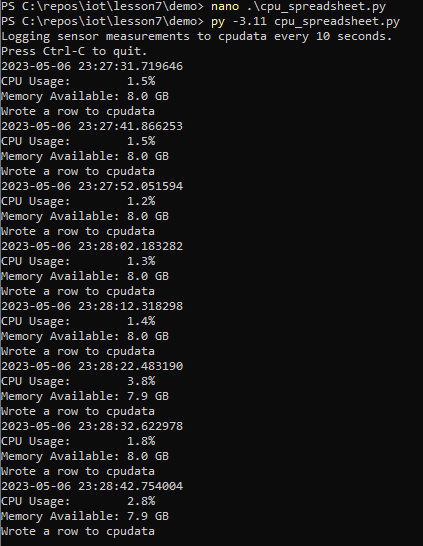 PS C:\repos\iot\lesson7\demo> nano .\cpu_spreadsheet.py
PS C:\repos\iot\lesson7\demo> py -3.11 cpu_spreadsheet.py
Logging sensor measurements to cpudata every 10 seconds.
Press Ctrl-C to quit.
2023-05-06 23:27:31.719646
CPU Usage:        1.5%
Memory Available: 8.0 GB
Wrote a row to cpudata
2023-05-06 23:27:41.866253
CPU Usage:        1.5%
Memory Available: 8.0 GB
Wrote a row to cpudata
2023-05-06 23:27:52.051594
CPU Usage:        1.2%
Memory Available: 8.0 GB
Wrote a row to cpudata
2023-05-06 23:28:02.183282
CPU Usage:        1.3%
Memory Available: 8.0 GB
Wrote a row to cpudata
2023-05-06 23:28:12.318298
CPU Usage:        1.4%
Memory Available: 8.0 GB
Wrote a row to cpudata
2023-05-06 23:28:22.483190
CPU Usage:        3.8%
Memory Available: 7.9 GB
Wrote a row to cpudata
2023-05-06 23:28:32.622978
CPU Usage:        1.8%
Memory Available: 8.0 GB
Wrote a row to cpudata
2023-05-06 23:28:42.754004
CPU Usage:        2.8%
Memory Available: 7.9 GB
Wrote a row to cpudata